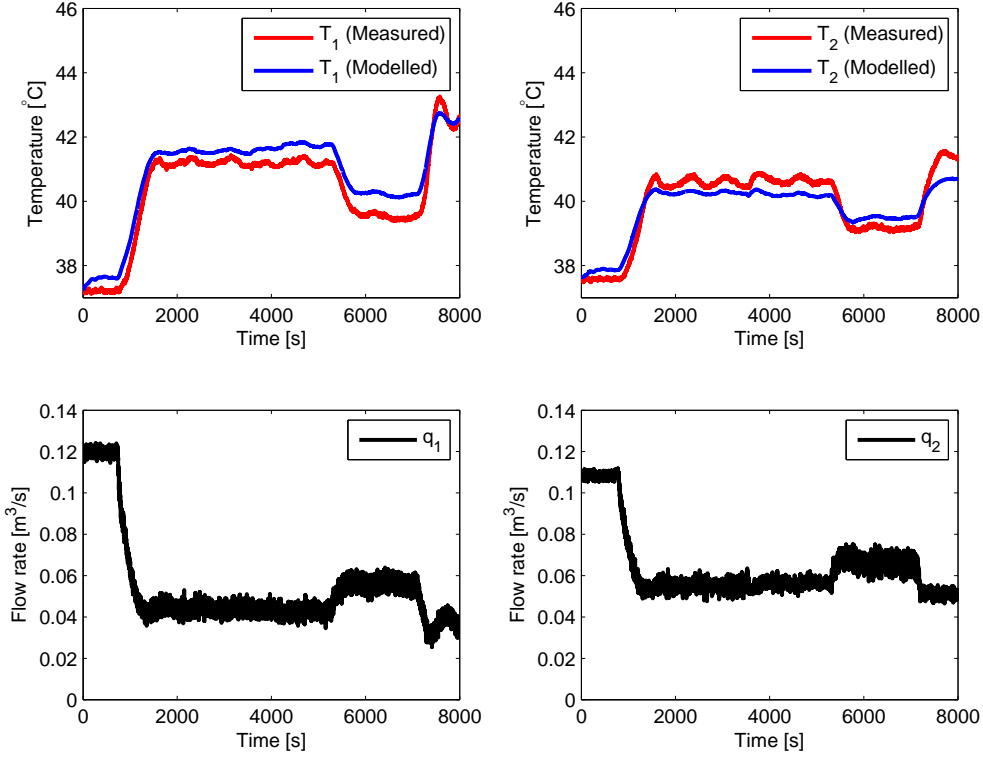 46
44
42
40
38
Temperature [°C]
T₁ (Measured)
T₁ (Modelled)
0 2000 4000 6000 8000
Time [s]
46
44
42
40
38
Temperature [°C]
T₂ (Measured)
T₂ (Modelled)
0 2000 4000 6000 8000
Time [s]
0.14
0.12
0.1
0.08
0.06
0.04
0.02
0
Flow rate [m³/s]
q₁
0 2000 4000 6000 8000
Time [s]
0.14
0.12
0.1
0.08
0.06
0.04
0.02
0
Flow rate [m³/s]
q₂
0 2000 4000 6000 8000
Time [s]